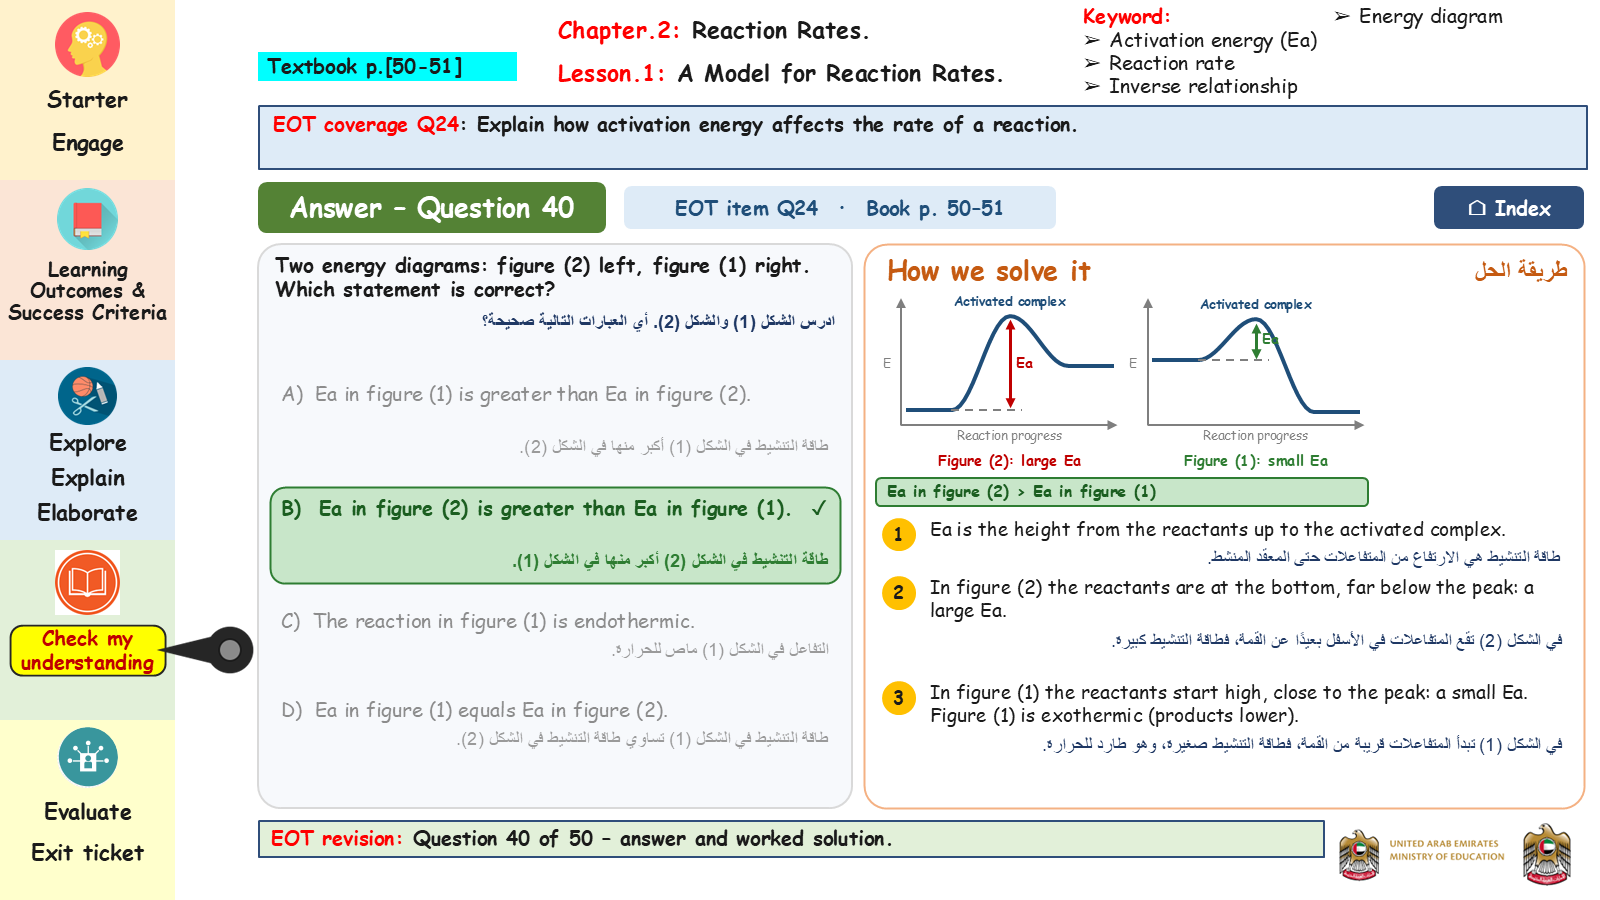 Starter
Engage
Learning
Outcomes &
Success Criteria
Explore
Explain
Elaborate
Check my
understanding
Evaluate
Exit ticket
Textbook p.[50-51]
Chapter.2: Reaction Rates.
Lesson.1: A Model for Reaction Rates.
Keyword:
➢ Activation energy (Ea)
➢ Reaction rate
➢ Inverse relationship
➢ Energy diagram
EOT coverage Q24: Explain how activation energy affects the rate of a reaction.
Answer – Question 40
EOT item Q24 · Book p. 50–51
Index
Two energy diagrams: figure (2) left, figure (1) right.
Which statement is correct?
ادرس الشكل (1) والشكل (2). أي العبارات التالية صحيحة؟
A) Ea in figure (1) is greater than Ea in figure (2).
طاقة التنشيط في الشكل (1) أكبر منها في الشكل (2).
B) Ea in figure (2) is greater than Ea in figure (1). ✓
طاقة التنشيط في الشكل (2) أكبر منها في الشكل (1).
C) The reaction in figure (1) is endothermic.
التفاعل في الشكل (1) ماص للحرارة.
D) Ea in figure (1) equals Ea in figure (2).
طاقة التنشيط في الشكل (1) تساوي طاقة التنشيط في الشكل (2).
How we solve it
طريقة الحل
Activated complex
E
Ea
Reaction progress
Figure (2): large Ea
Activated complex
E
Ea
Reaction progress
Figure (1): small Ea
Ea in figure (2) > Ea in figure (1)
1 Ea is the height from the reactants up to the activated complex.
طاقة التنشيط هي الارتفاع من المتفاعلات حتى المعقد المنشط.
2 In figure (2) the reactants are at the bottom, far below the peak: a
large Ea.
في الشكل (2) تقع المتفاعلات في الأسفل بعيدًا عن القمة، فطاقة التنشيط كبيرة.
3 In figure (1) the reactants start high, close to the peak: a small Ea.
Figure (1) is exothermic (products lower).
في الشكل (1) تبدأ المتفاعلات قريبة من القمة، فطاقة التنشيط صغيرة، وهو طارد للحرارة.
EOT revision: Question 40 of 50 – answer and worked solution.
UNITED ARAB EMIRATES
MINISTRY OF EDUCATION